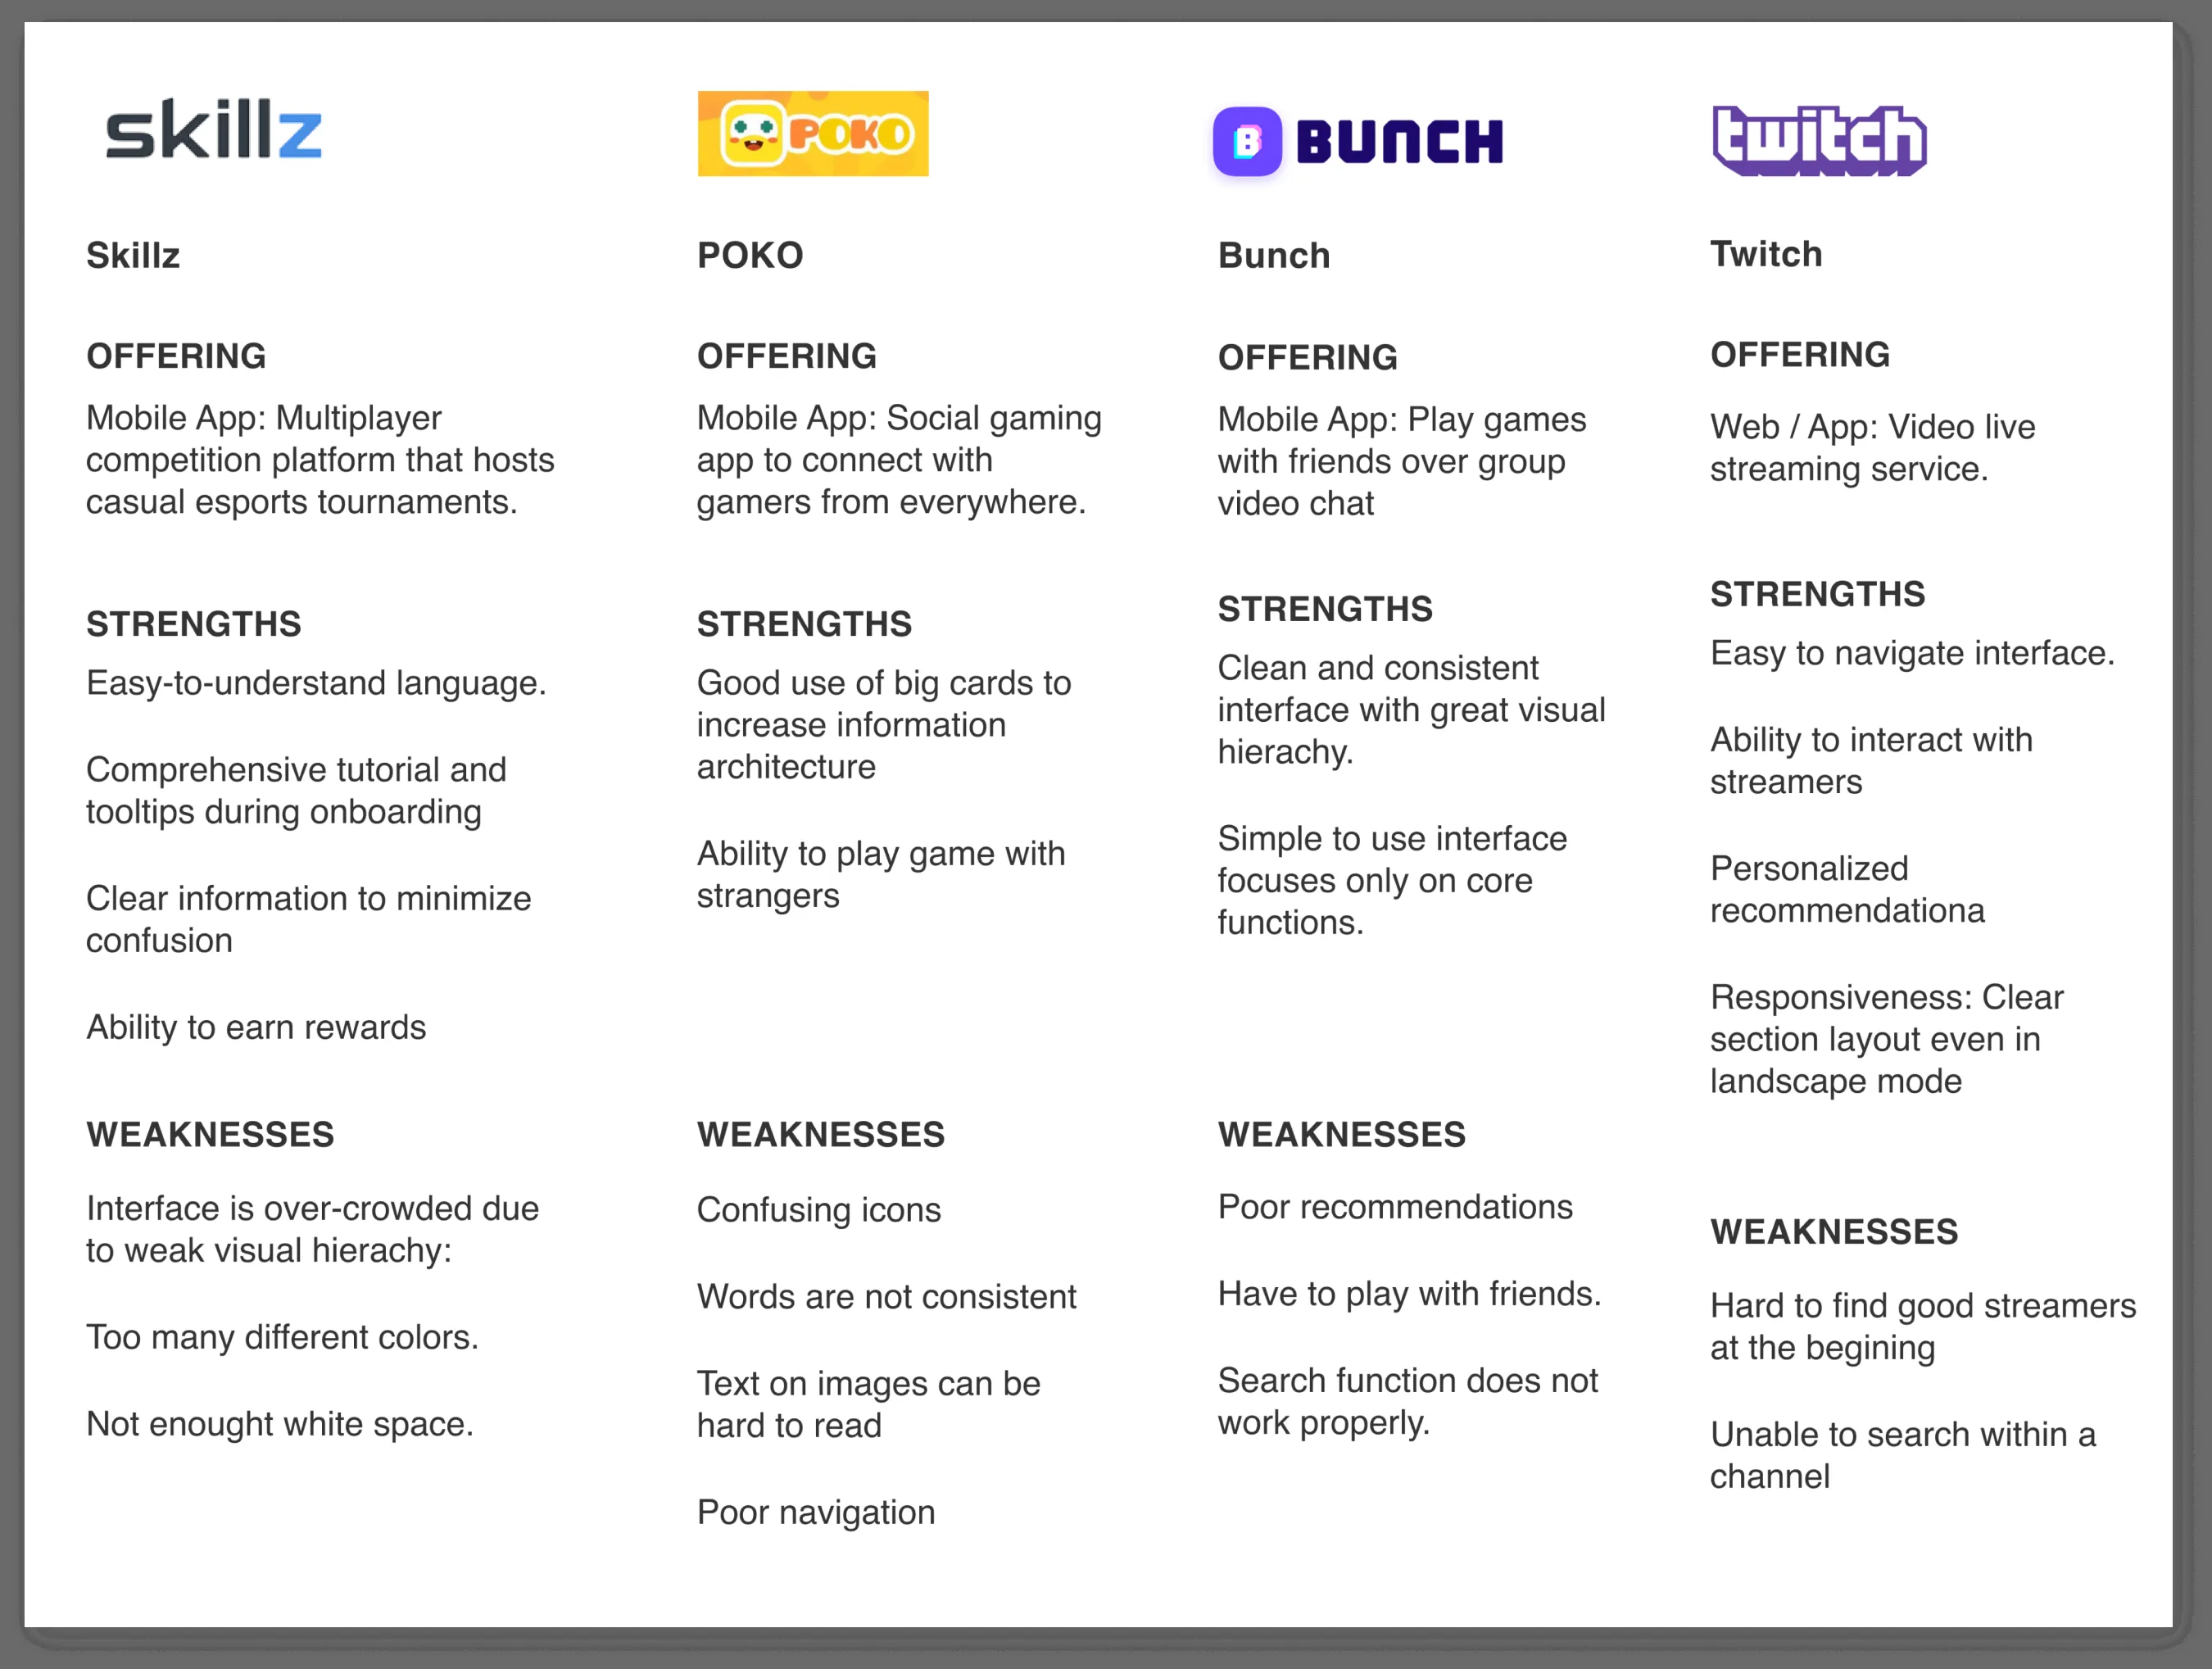 skillz
Skillz
OFFERING
Mobile App: Multiplayer
competition platform that hosts
casual esports tournaments.
STRENGTHS
Easy-to-understand language.
Comprehensive tutorial and
tooltips during onboarding
Clear information to minimize
confusion
Ability to earn rewards
WEAKNESSES
Interface is over-crowded due
to weak visual hierachy:
Too many different colors.
Not enought white space.
POKO
POKO
OFFERING
Mobile App: Social gaming
app to connect with
gamers from everywhere.
STRENGTHS
Good use of big cards to
increase information
architecture
Ability to play game with
strangers
WEAKNESSES
Confusing icons
Words are not consistent
Text on images can be
hard to read
Poor navigation
B BUNCH
Bunch
OFFERING
Mobile App: Play games
with friends over group
video chat
STRENGTHS
Clean and consistent
interface with great visual
hierachy.
Simple to use interface
focuses only on core
functions.
WEAKNESSES
Poor recommendations
Have to play with friends.
Search function does not
work properly.
twitch
Twitch
OFFERING
Web / App: Video live
streaming service.
STRENGTHS
Easy to navigate interface.
Ability to interact with
streamers
Personalized
recommendationa
Responsiveness: Clear
section layout even in
landscape mode
WEAKNESSES
Hard to find good streamers
at the begining
Unable to search within a
channel